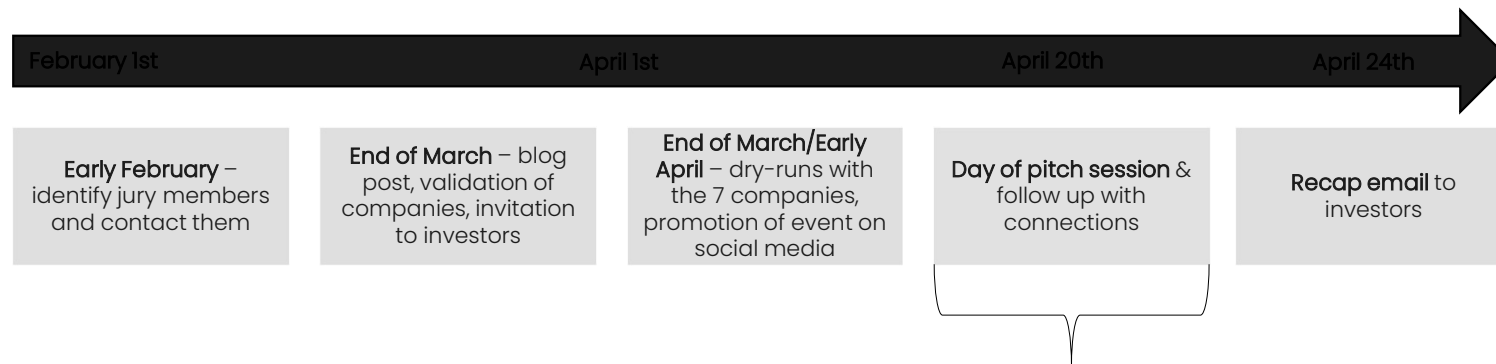 February 1st
April 1st
April 20th
April 24th
Early February –
identify jury members
and contact them
End of March – blog
post, validation of
companies, invitation
to investors
End of March/Early
April – dry-runs with
the 7 companies,
promotion of event on
social media
Day of pitch session &
follow up with
connections
Recap email to
investors